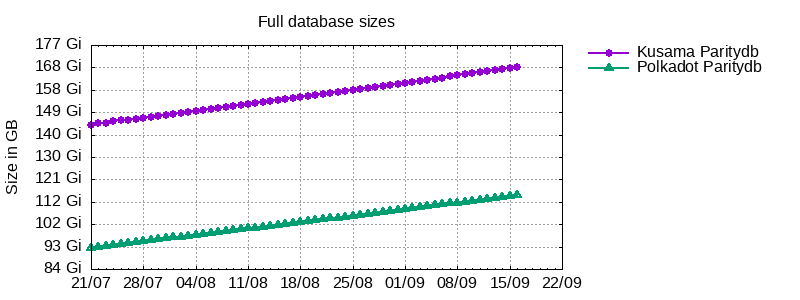 Full database sizes
Kusama Paritydb
Polkadot Paritydb
Size in GB
177 Gi
168 Gi
158 Gi
149 Gi
140 Gi
130 Gi
121 Gi
112 Gi
102 Gi
93 Gi
84 Gi
21/07 28/07 04/08 11/08 18/08 25/08 01/09 08/09 15/09 22/09